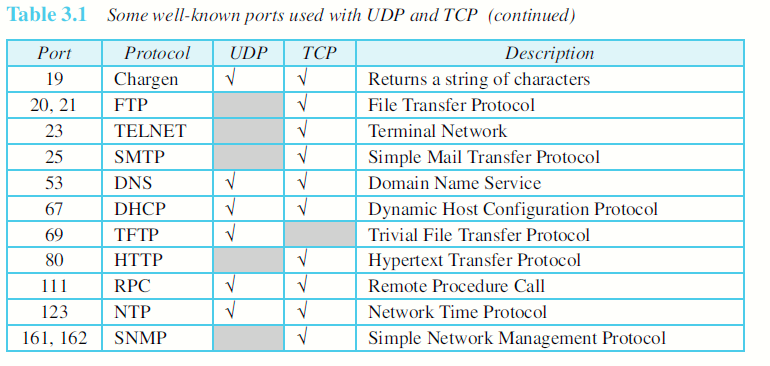 Table 3.1 Some well-known ports used with UDP and TCP (continued)
Port Protocol UDP TCP Description
19 Chargen √ √ Returns a string of characters
20, 21 FTP √ File Transfer Protocol
23 TELNET √ Terminal Network
25 SMTP √ Simple Mail Transfer Protocol
53 DNS √ √ Domain Name Service
67 DHCP √ √ Dynamic Host Configuration Protocol
69 TFTP √ Trivial File Transfer Protocol
80 HTTP √ Hypertext Transfer Protocol
111 RPC √ √ Remote Procedure Call
123 NTP √ √ Network Time Protocol
161, 162 SNMP √ Simple Network Management Protocol